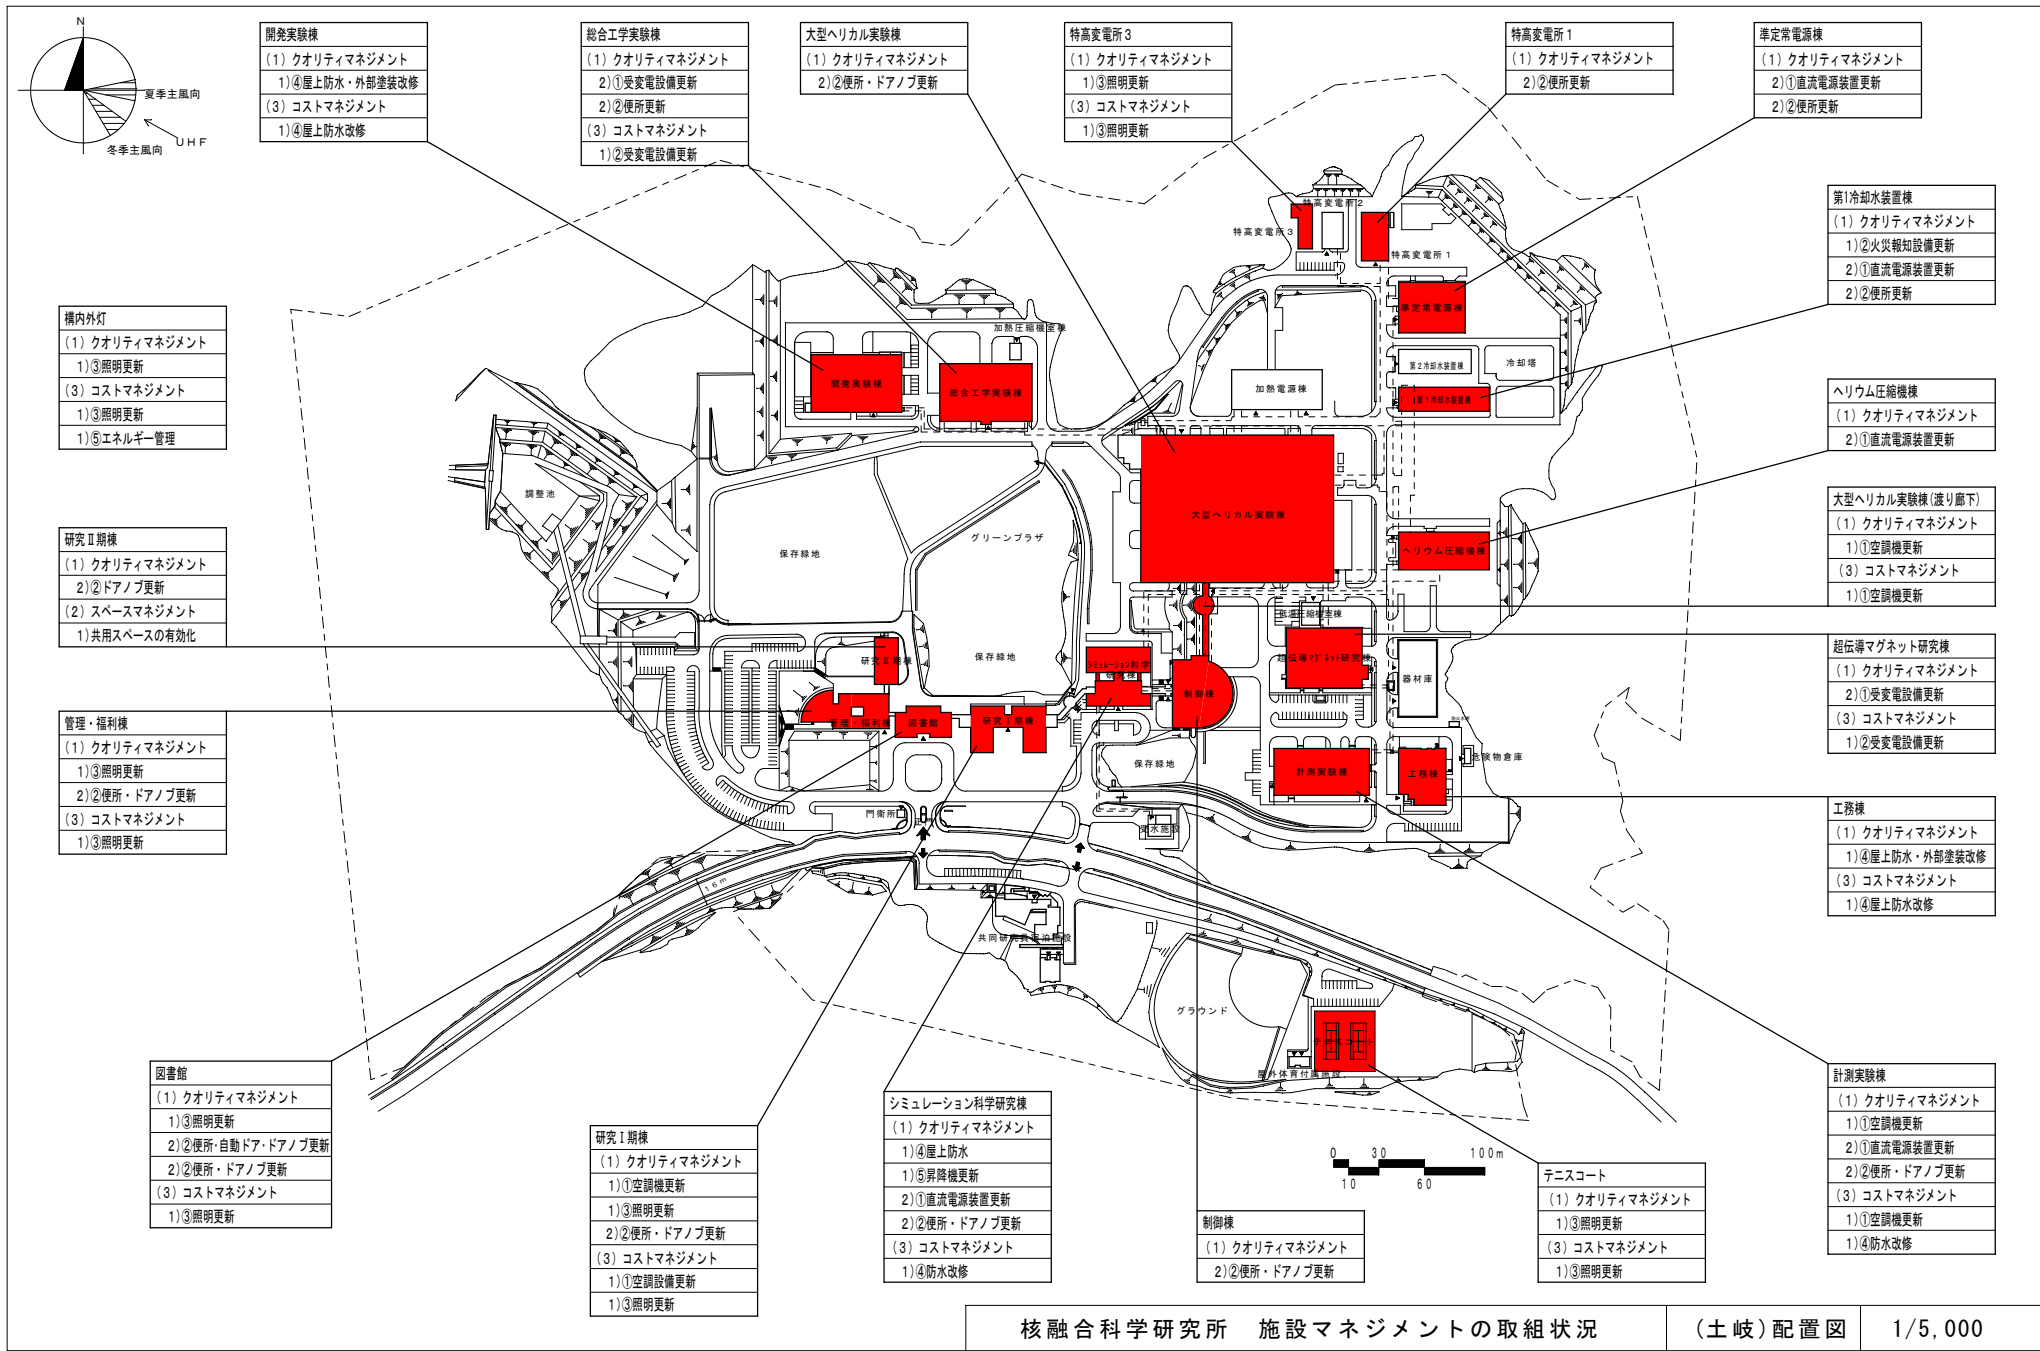 N
夏季主風向
UHF
冬季主風向
開発実験棟
(1) クオリティマネジメント
1)④屋上防水・外部塗装改修
(3) コストマネジメント
1)④屋上防水改修
総合工学実験棟
(1) クオリティマネジメント
2)①受変電設備更新
2)②便所更新
(3) コストマネジメント
1)②受変電設備更新
大型ヘリカル実験棟
(1) クオリティマネジメント
2)②便所・ドアノブ更新
特高変電所3
(1) クオリティマネジメント
1)③照明更新
(3) コストマネジメント
1)③照明更新
特高変電所1
(1) クオリティマネジメント
2)②便所更新
準定常電源棟
(1) クオリティマネジメント
2)①直流電源装置更新
2)②便所更新
第1冷却水装置棟
(1) クオリティマネジメント
1)②火災報知設備更新
2)①直流電源装置更新
2)②便所更新
構内外灯
(1) クオリティマネジメント
1)③照明更新
(3) コストマネジメント
1)③照明更新
1)⑤エネルギー管理
ヘリウム圧縮機棟
(1) クオリティマネジメント
2)①直流電源装置更新
大型ヘリカル実験棟(渡り廊下)
(1) クオリティマネジメント
1)①空調機更新
(3) コストマネジメント
1)①空調機更新
研究Ⅱ期棟
(1) クオリティマネジメント
2)②ドアノブ更新
(2) スペースマネジメント
1)共用スペースの有効化
超伝導マグネット研究棟
(1) クオリティマネジメント
2)①受変電設備更新
(3) コストマネジメント
1)②受変電設備更新
管理・福利棟
(1) クオリティマネジメント
1)③照明更新
2)②便所・ドアノブ更新
(3) コストマネジメント
1)③照明更新
工務棟
(1) クオリティマネジメント
1)④屋上防水・外部塗装改修
(3) コストマネジメント
1)④屋上防水改修
特高変電所2
特高変電所3
特高変電所1
準定常電源棟
第2冷却水装置棟
冷却塔
第1冷却水装置棟
加熱圧縮機室棟
開発実験棟
総合工学実験棟
加熱電源棟
調整池
保存緑地
グリーンプラザ
大型ヘリカル実験棟
ヘリウム圧縮機棟
低温圧縮機室棟
研究Ⅱ期棟
保存緑地
シミュレーション科学
研究棟
制御棟
超伝導マグネット研究棟
器材庫
管理・福利棟
図書館
研究Ⅰ期棟
保存緑地
計測実験棟
工務棟
危険物倉庫
門衛所
受水施設
16m
共同研究員宿泊施設
グラウンド
テニスコート
屋外体育付属施設
図書館
(1) クオリティマネジメント
1)③照明更新
2)②便所・自動ドア・ドアノブ更新
2)②便所・ドアノブ更新
(3) コストマネジメント
1)③照明更新
研究Ⅰ期棟
(1) クオリティマネジメント
1)①空調機更新
1)③照明更新
2)②便所・ドアノブ更新
(3) コストマネジメント
1)①空調設備更新
1)③照明更新
シミュレーション科学研究棟
(1) クオリティマネジメント
1)④屋上防水
1)⑤昇降機更新
2)①直流電源装置更新
2)②便所・ドアノブ更新
(3) コストマネジメント
1)④防水改修
制御棟
(1) クオリティマネジメント
2)②便所・ドアノブ更新
0 30 100m
10 60
テニスコート
(1) クオリティマネジメント
1)③照明更新
(3) コストマネジメント
1)③照明更新
計測実験棟
(1) クオリティマネジメント
1)①空調機更新
2)①直流電源装置更新
2)②便所・ドアノブ更新
(3) コストマネジメント
1)①空調機更新
1)④防水改修
核融合科学研究所 施設マネジメントの取組状況
(土岐)配置図
1/5,000